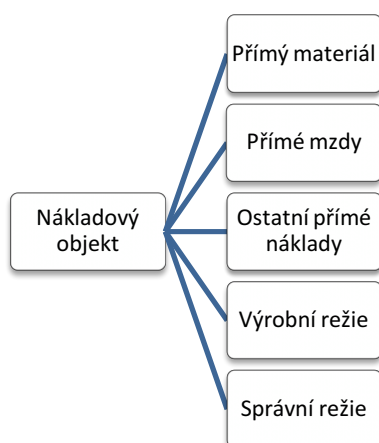 Přímý materiál
Přímé mzdy
Nákladový
objekt
Ostatní přímé
náklady
Výrobní režie
Správní režie